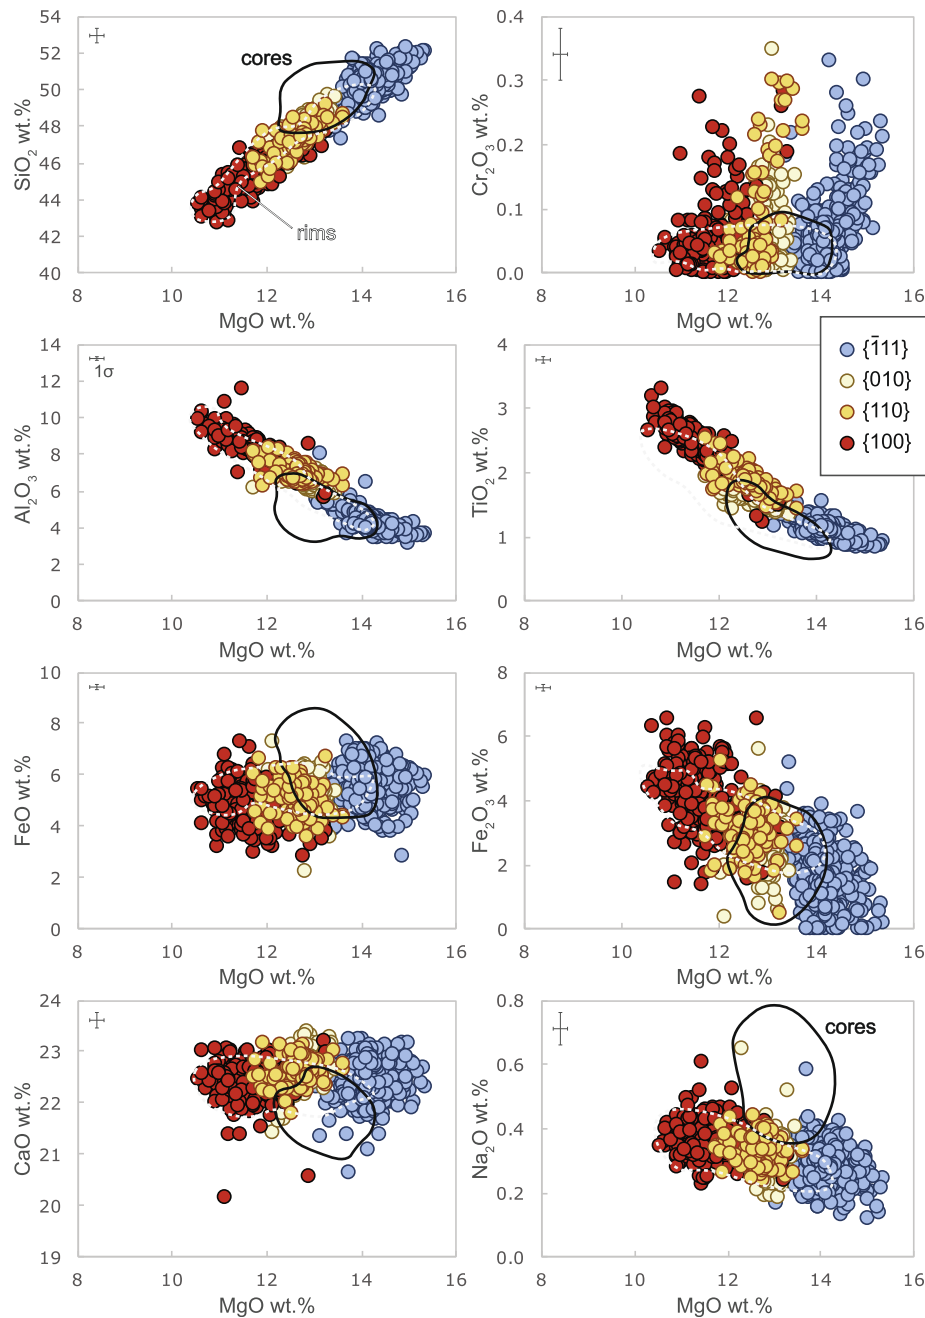 54
52
50
48
46
44
42
40
SiO₂ wt.%
cores
rims
8 10 12 14 16
MgO wt.%
0.4
0.3
0.2
0.1
0.0
Cr₂O₃ wt.%
8 10 12 14 16
MgO wt.%
14
12
10
8
6
4
2
0
Al₂O₃ wt.%
1σ
8 10 12 14 16
MgO wt.%
4
3
2
1
0
TiO₂ wt.%
8 10 12 14 16
MgO wt.%
{1̄11}
{010}
{110}
{100}
10
8
6
4
2
0
FeO wt.%
8 10 12 14 16
MgO wt.%
8
6
4
2
0
Fe₂O₃ wt.%
8 10 12 14 16
MgO wt.%
24
23
22
21
20
19
CaO wt.%
8 10 12 14 16
MgO wt.%
0.8
0.6
0.4
0.2
0.0
Na₂O wt.%
cores
8 10 12 14 16
MgO wt.%